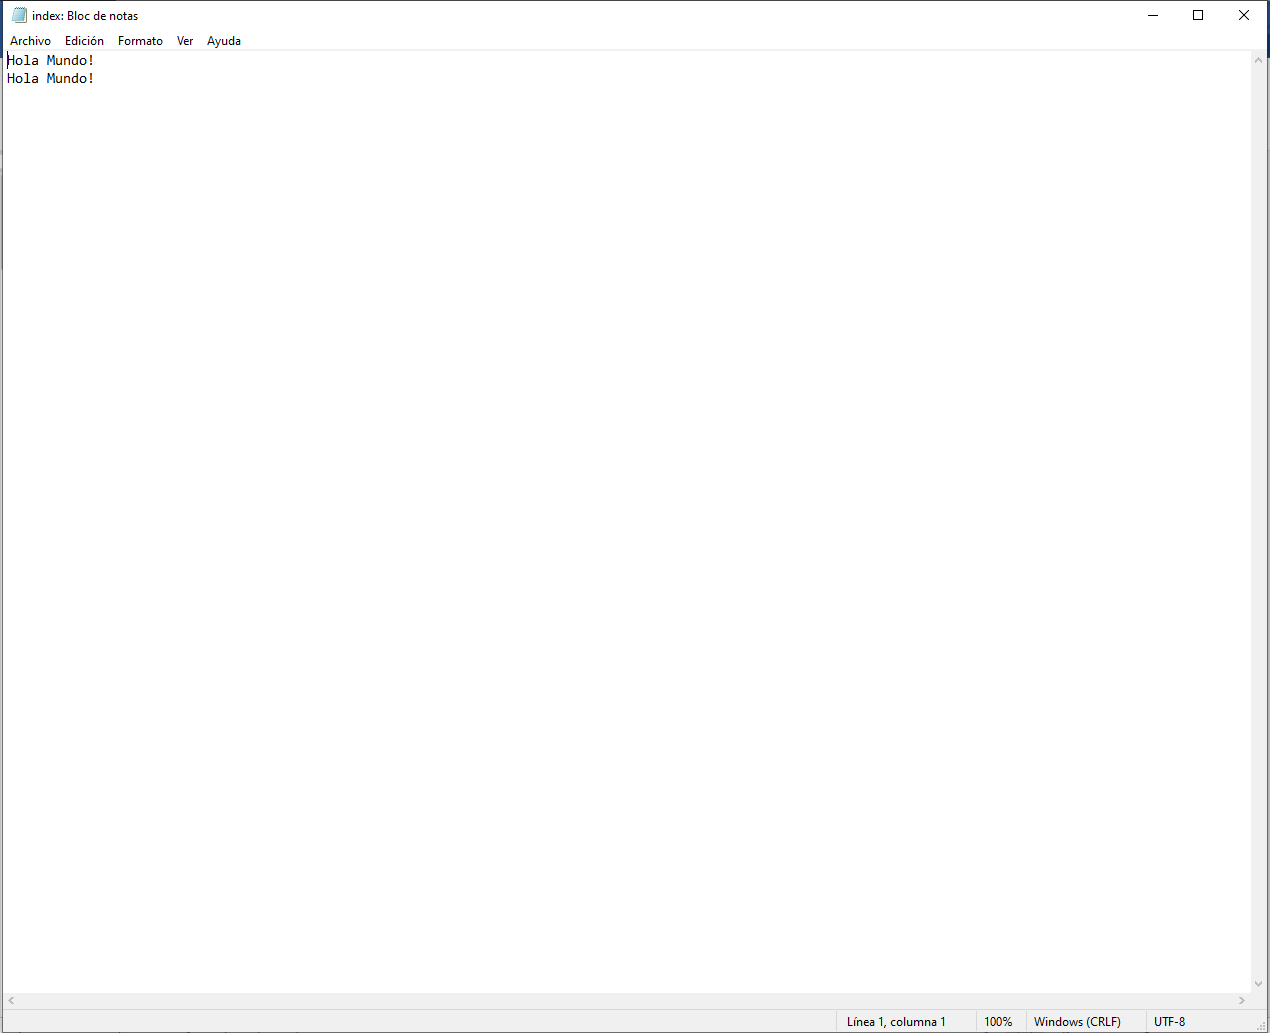 index: Bloc de notas
Archivo Edición Formato Ver Ayuda
Hola Mundo!
Hola Mundo!
Línea 1, columna 1 100% Windows (CRLF) UTF-8